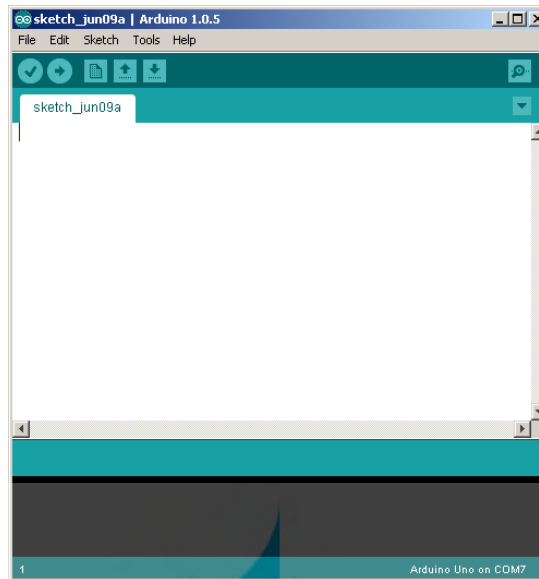 sketch_jun09a | Arduino 1.0.5
File Edit Sketch Tools Help
sketch_jun09a
1 Arduino Uno on COM7